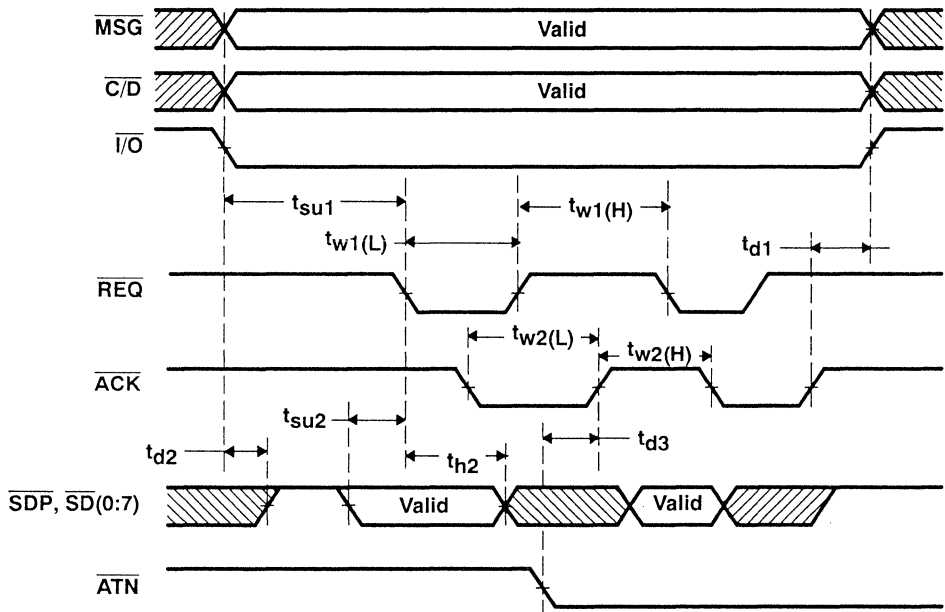 MSG
Valid
C/D
Valid
I/O
tsu1
tw1(L)
tw1(H)
td1
REQ
tw2(L)
tw2(H)
ACK
tsu2
td3
td2
th2
SDP, SD(0:7)
Valid
Valid
ATN